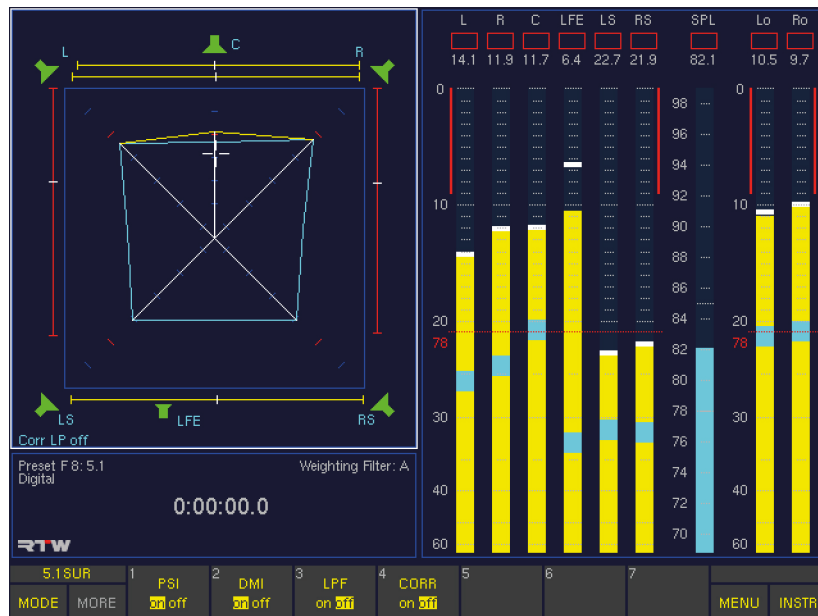 L R C LFE LS RS SPL Lo Ro
14.1 11.9 11.7 6.4 22.7 21.9 82.1 10.5 9.7
C
L R
LS LFE RS
Corr LP off
0 98 0
96
94
92
10 90 10
88
86
84
20 20
78 82 78
80
30 78 30
76
74
40 72 40
70
60 60
Preset F 8: 5.1 Weighting Filter: A
Digital
0:00:00.0
RTW
5.1SUR 1 PSI 2 DMI 3 LPF 4 CORR 5 6 7
MODE MORE on off on off on off on off MENU INSTR